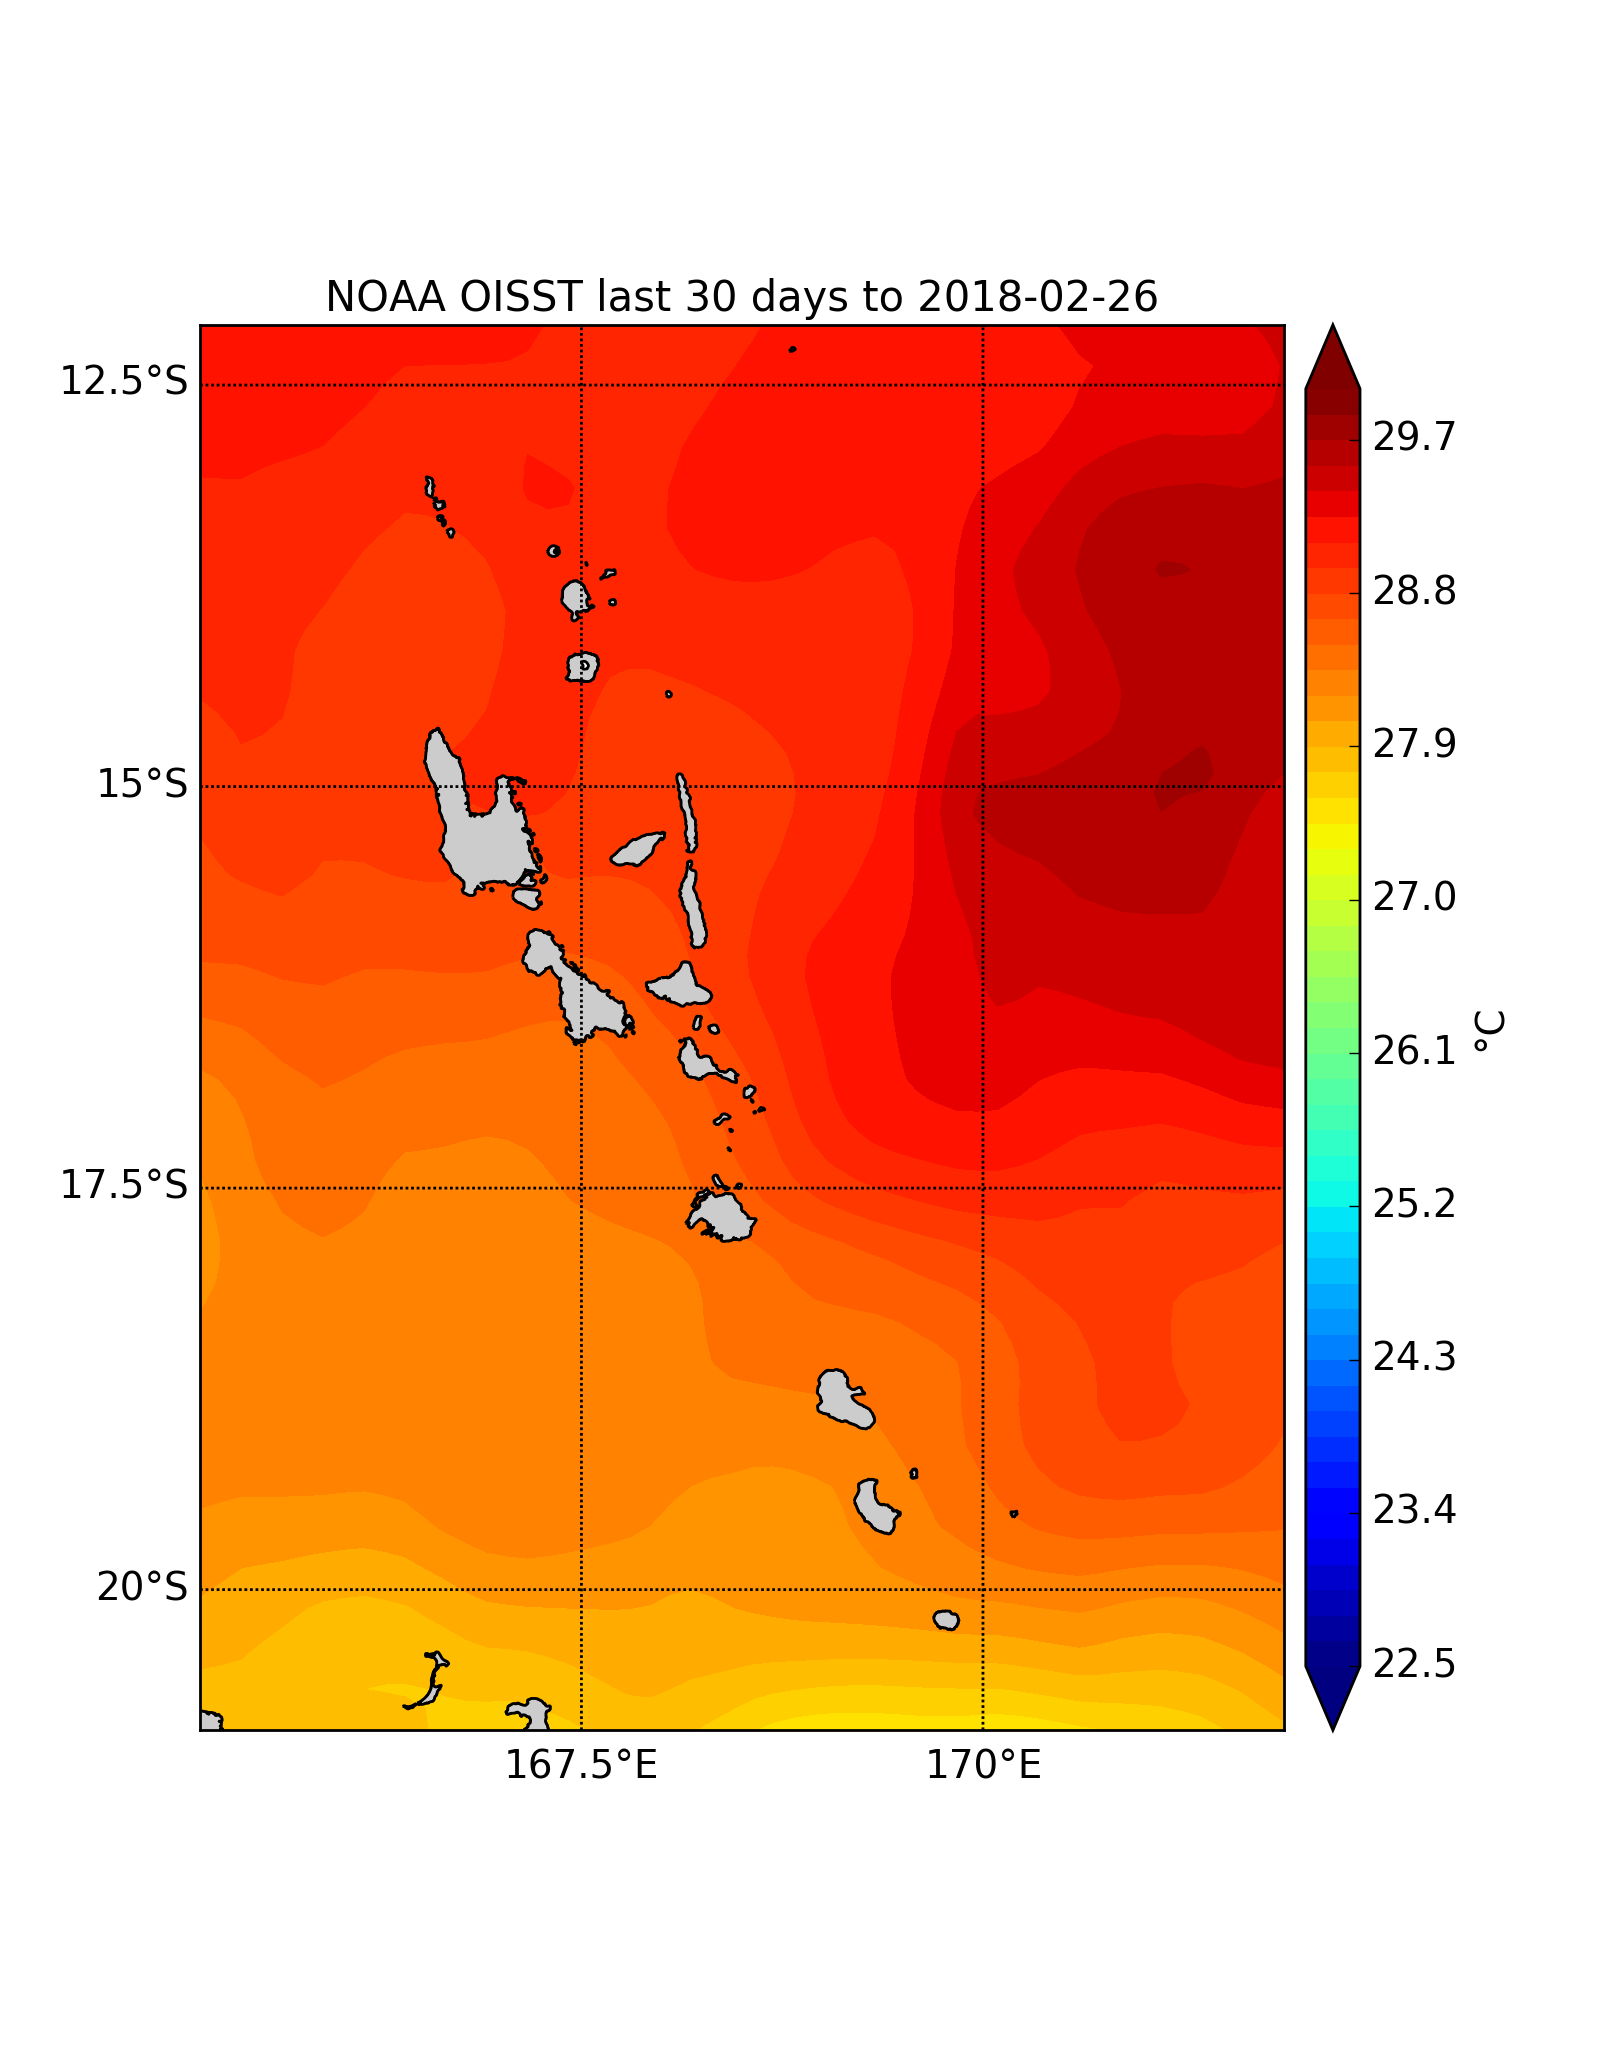 NOAA OISST last 30 days to 2018-02-26
12.5°S
15°S
17.5°S
20°S
167.5°E
170°E
29.7
28.8
27.9
27.0
26.1
25.2
24.3
23.4
22.5
°C